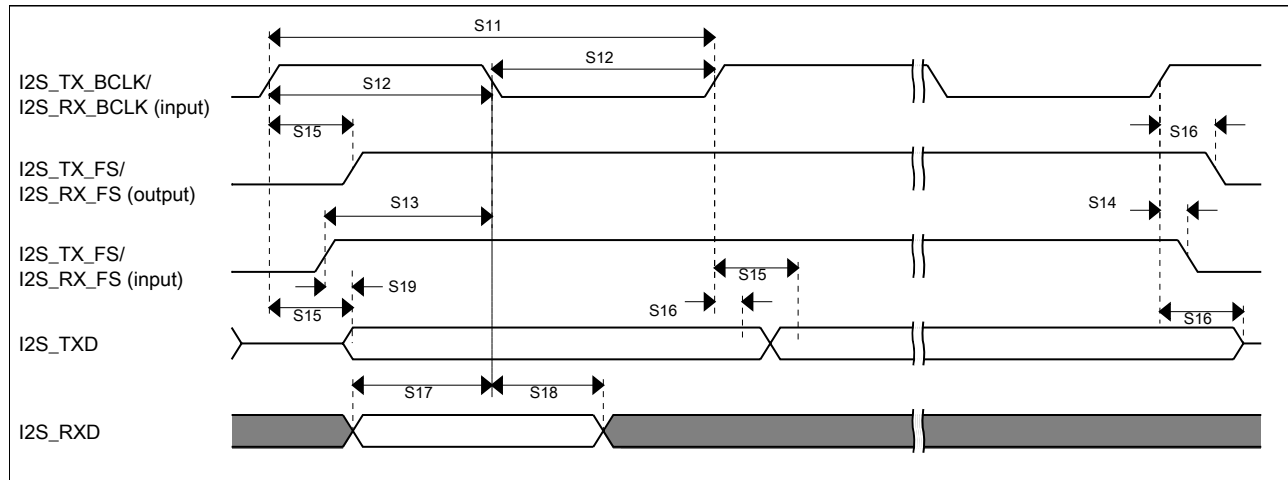 S11
S12
I2S_TX_BCLK/
I2S_RX_BCLK (input)
S12
S15
S16
I2S_TX_FS/
I2S_RX_FS (output)
S13
S14
I2S_TX_FS/
I2S_RX_FS (input)
S15
S19
S15
S16
S16
I2S_TXD
S17
S18
I2S_RXD